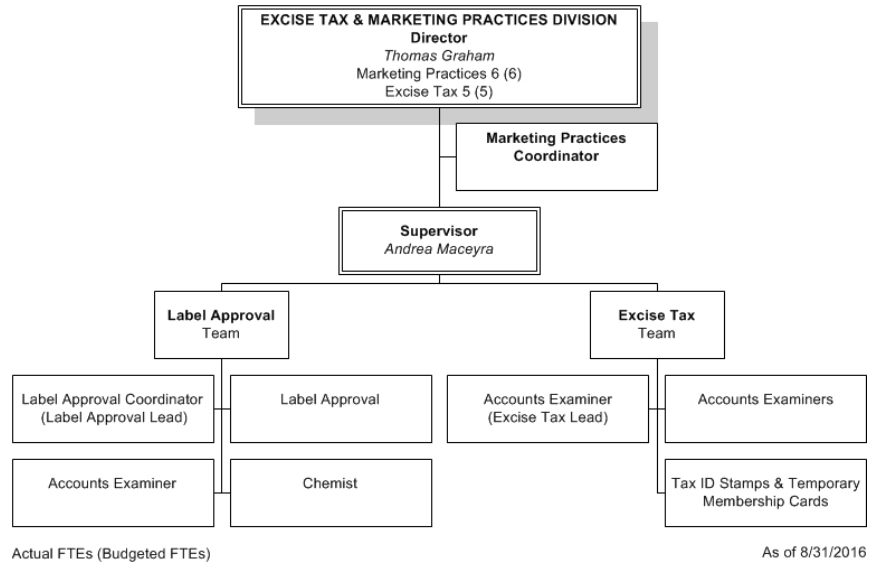 EXCISE TAX & MARKETING PRACTICES DIVISION
Director
Thomas Graham
Marketing Practices 6 (6)
Excise Tax 5 (5)
Marketing Practices
Coordinator
Supervisor
Andrea Maceyra
Label Approval
Team
Excise Tax
Team
Label Approval Coordinator
(Label Approval Lead)
Label Approval
Accounts Examiner
(Excise Tax Lead)
Accounts Examiners
Accounts Examiner
Chemist
Tax ID Stamps & Temporary
Membership Cards
Actual FTEs (Budgeted FTEs)
As of 8/31/2016